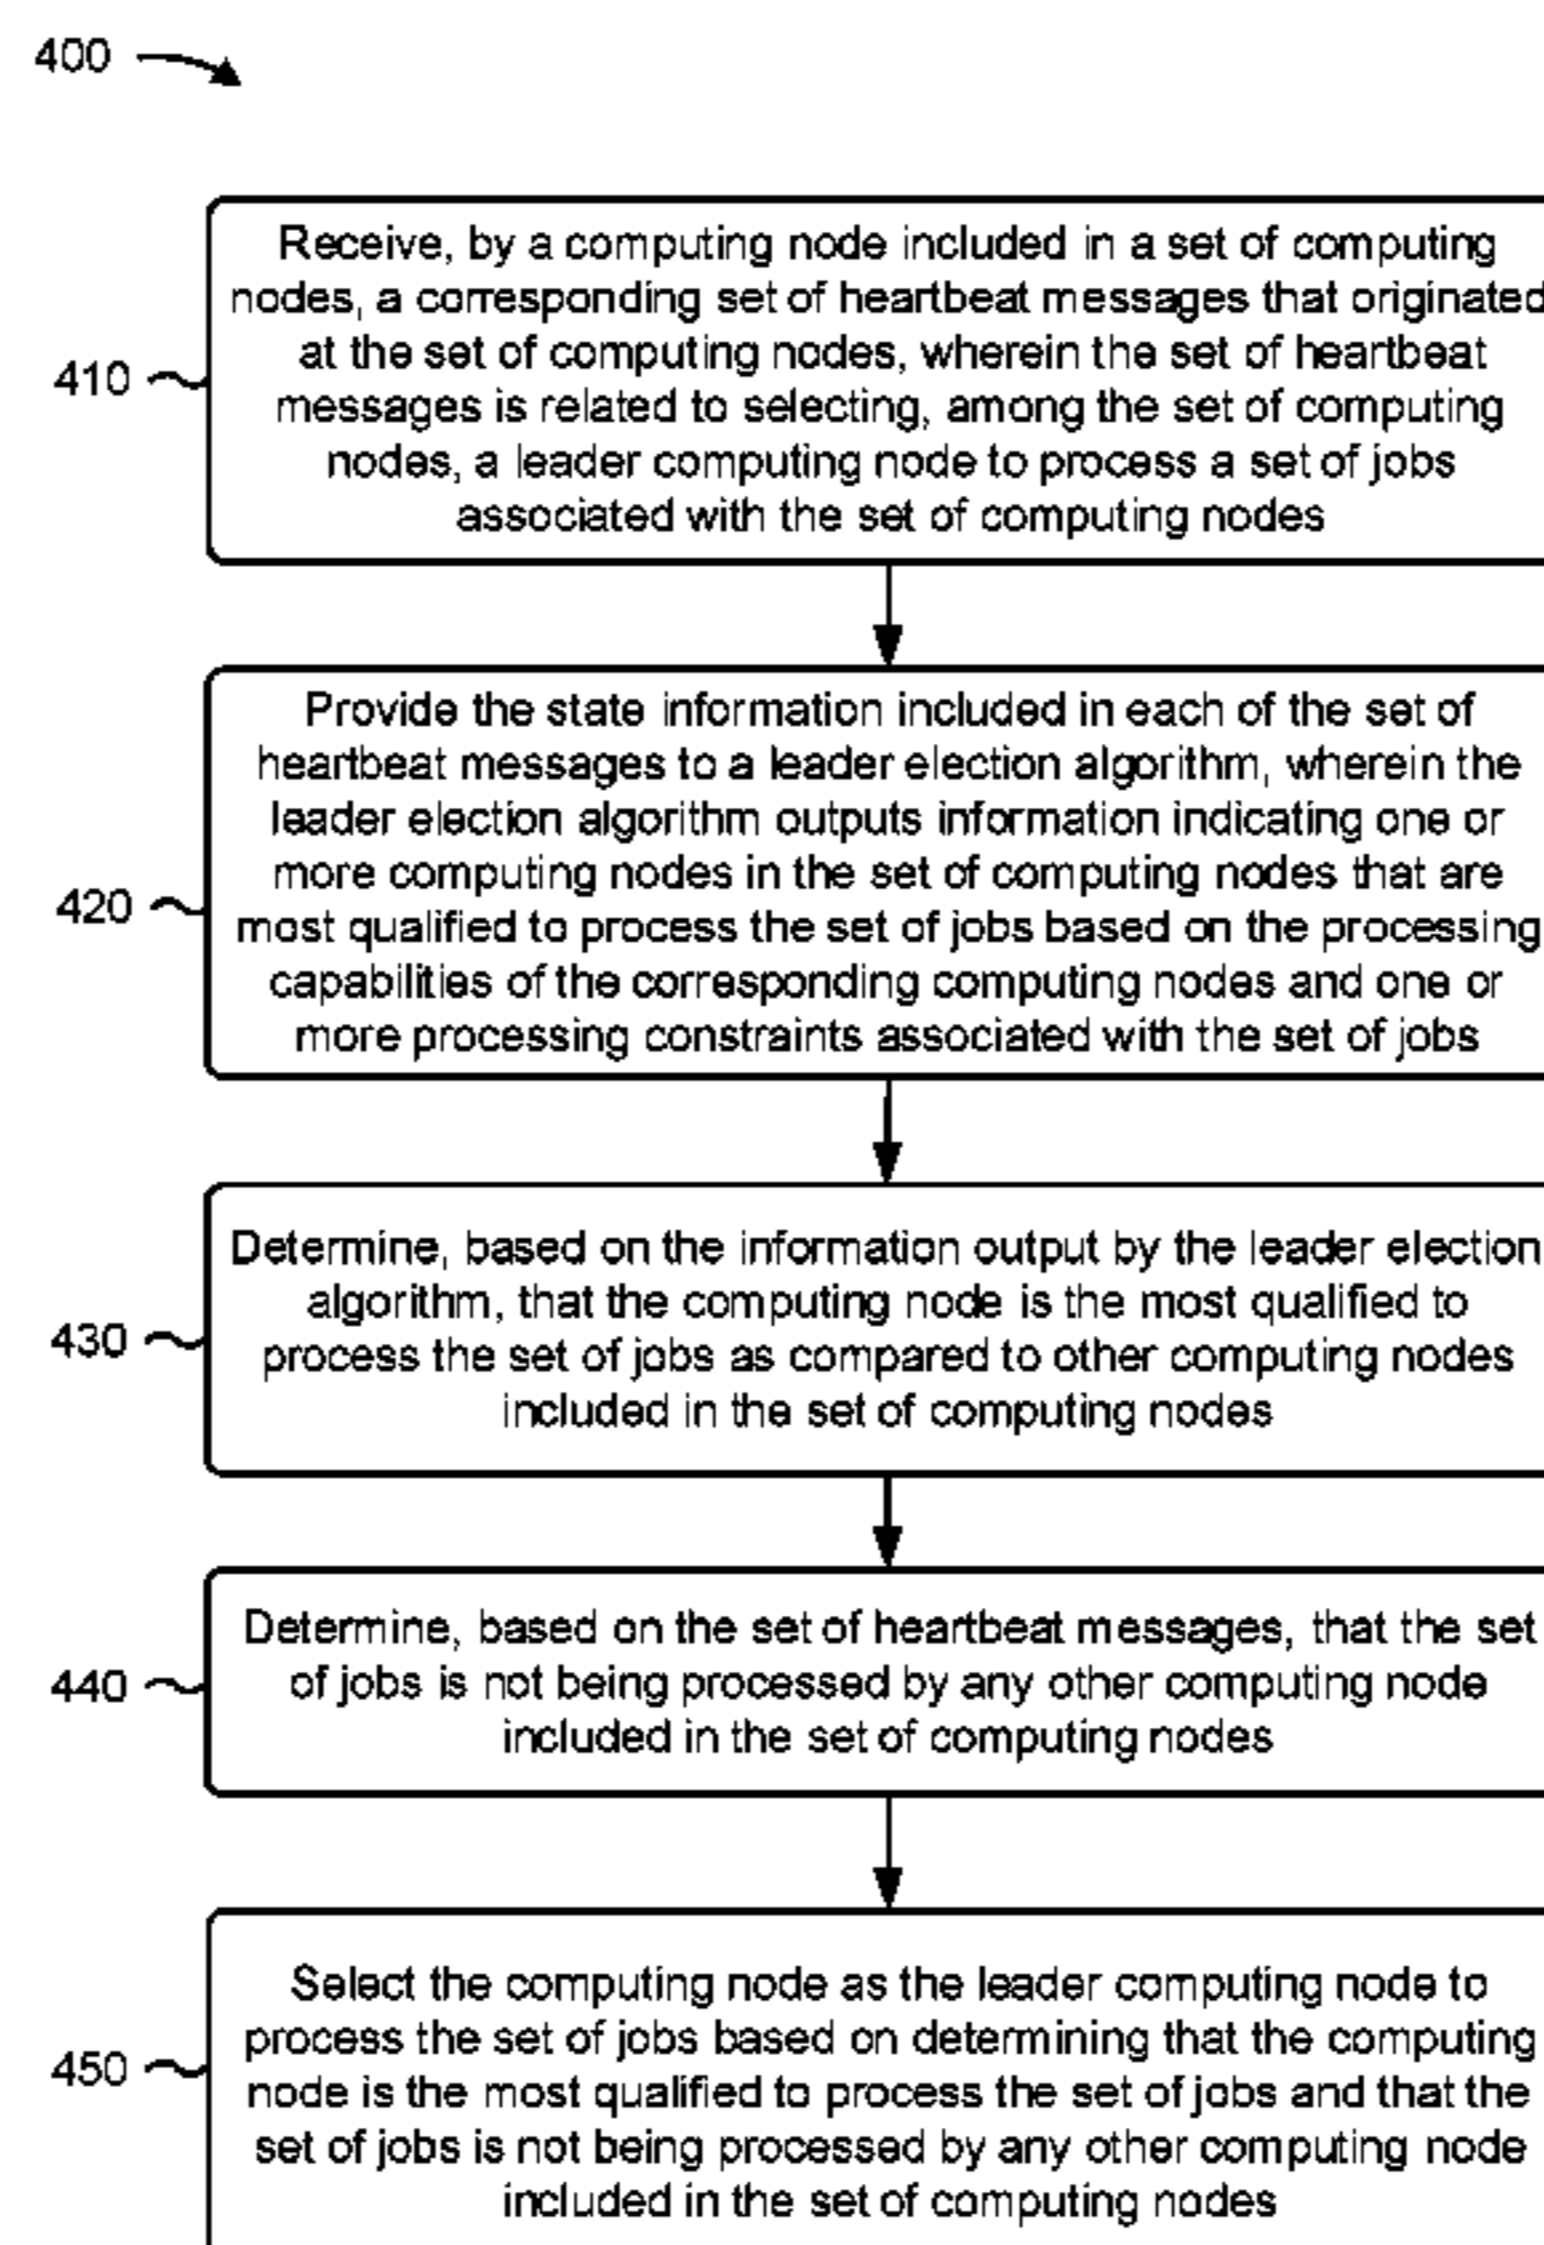 400
Receive, by a computing node included in a set of computing
nodes, a corresponding set of heartbeat messages that originated
at the set of computing nodes, wherein the set of heartbeat
410
messages is related to selecting, among the set of computing
nodes, a leader computing node to process a set of jobs
associated with the set of computing nodes
Provide the state information included in each of the set of
heartbeat messages to a leader election algorithm, wherein the
leader election algorithm outputs information indicating one or
more computing nodes in the set of computing nodes that are
420
most qualified to process the set of jobs based on the processing
capabilities of the corresponding computing nodes and one or
more processing constraints associated with the set of jobs
Determine, based on the information output by the leader election
algorithm, that the computing node is the most qualified to
430
process the set of jobs as compared to other computing nodes
included in the set of computing nodes
Determine, based on the set of heartbeat messages, that the set
440
of jobs is not being processed by any other computing node
included in the set of computing nodes
Select the computing node as the leader computing node to
process the set of jobs based on determining that the computing
450
node is the most qualified to process the set of jobs and that the
set of jobs is not being processed by any other computing node
included in the set of computing nodes